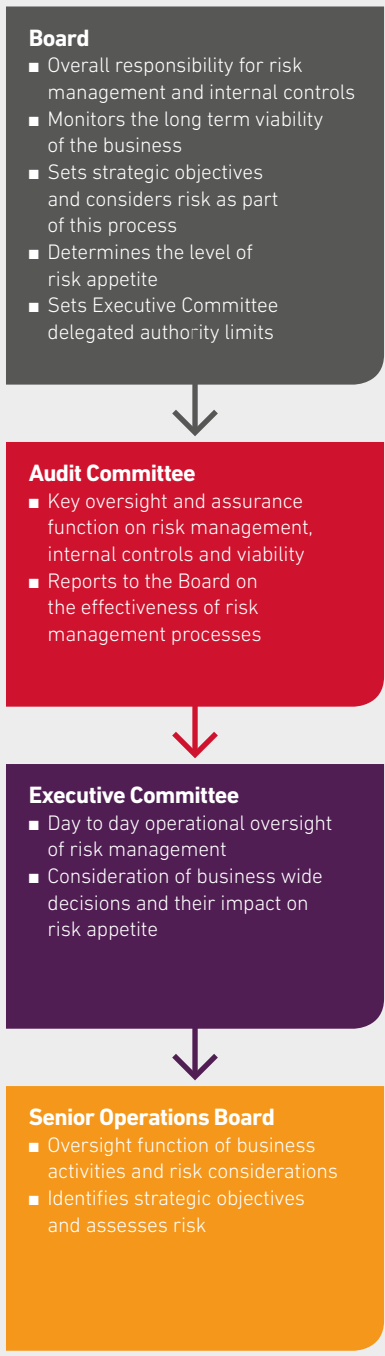 Board
■ Overall responsibility for risk
management and internal controls
■ Monitors the long term viability
of the business
■ Sets strategic objectives
and considers risk as part
of this process
■ Determines the level of
risk appetite
■ Sets Executive Committee
delegated authority limits
Audit Committee
■ Key oversight and assurance
function on risk management,
internal controls and viability
■ Reports to the Board on
the effectiveness of risk
management processes
Executive Committee
■ Day to day operational oversight
of risk management
■ Consideration of business wide
decisions and their impact on
risk appetite
Senior Operations Board
■ Oversight function of business
activities and risk considerations
■ Identifies strategic objectives
and assesses risk